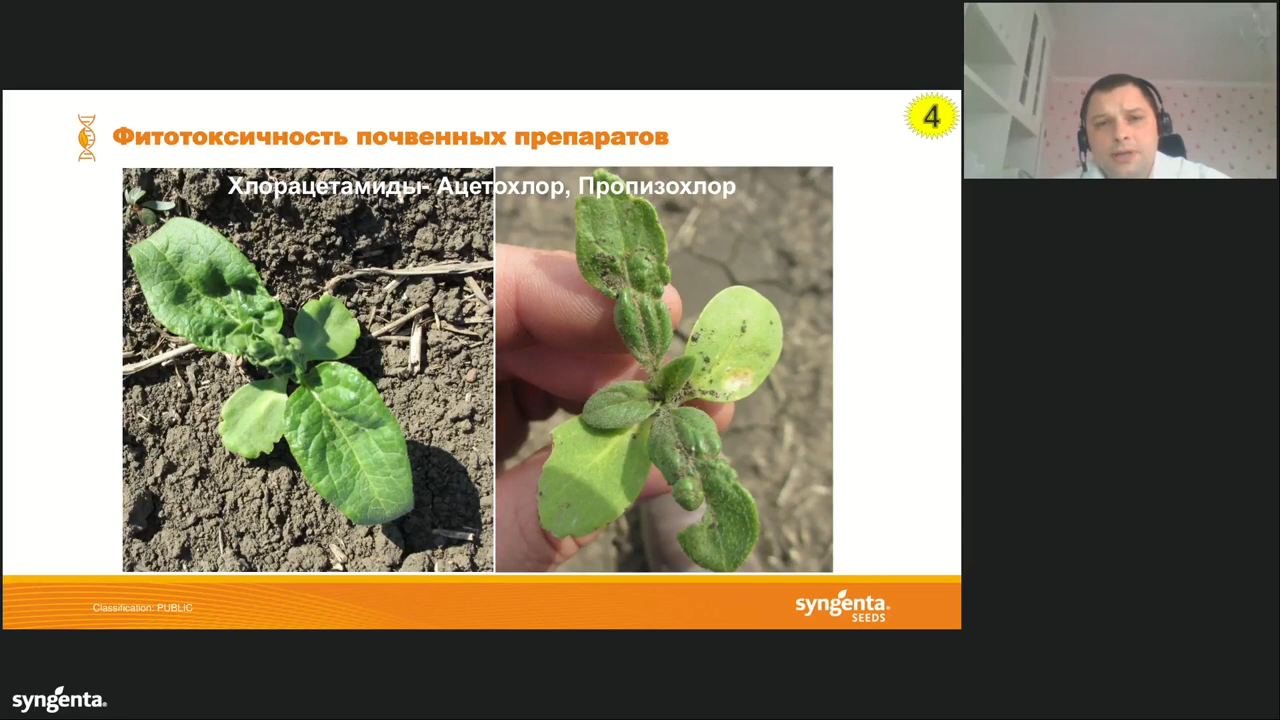 4
Фитотоксичность почвенных препаратов
Хлорацетамиды- Ацетохлор, Пропизохлор
Classification: PUBLIC
syngenta.
SEEDS
syngenta.